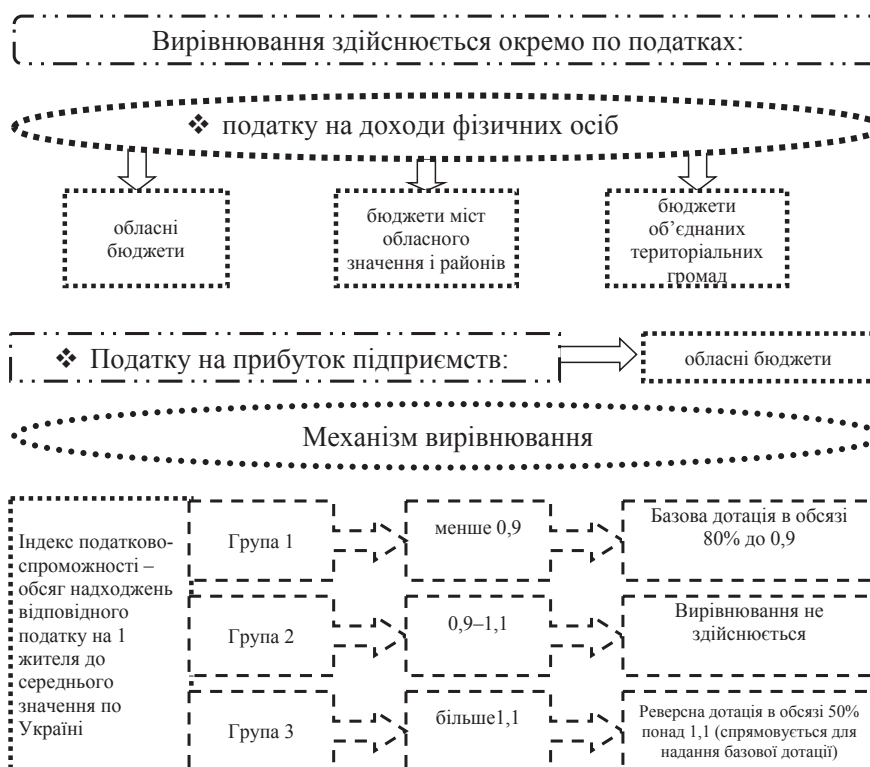 Вирівнювання здійснюється окремо по податках:
❖ податку на доходи фізичних осіб
обласні
бюджети
бюджети міст
обласного
значення і районів
бюджети
об’єднаних
територіальних
громад
❖ Податку на прибуток підприємств:
обласні бюджети
Механізм вирівнювання
Індекс податково-
спроможності –
обсяг надходжень
відповідного
податку на 1
жителя до
середнього
значення по
Україні
Група 1
менше 0,9
Базова дотація в обсязі
80% до 0,9
Група 2
0,9–1,1
Вирівнювання не
здійснюється
Група 3
більше1,1
Реверсна дотація в обсязі 50%
понад 1,1 (спрямовується для
надання базової дотації)